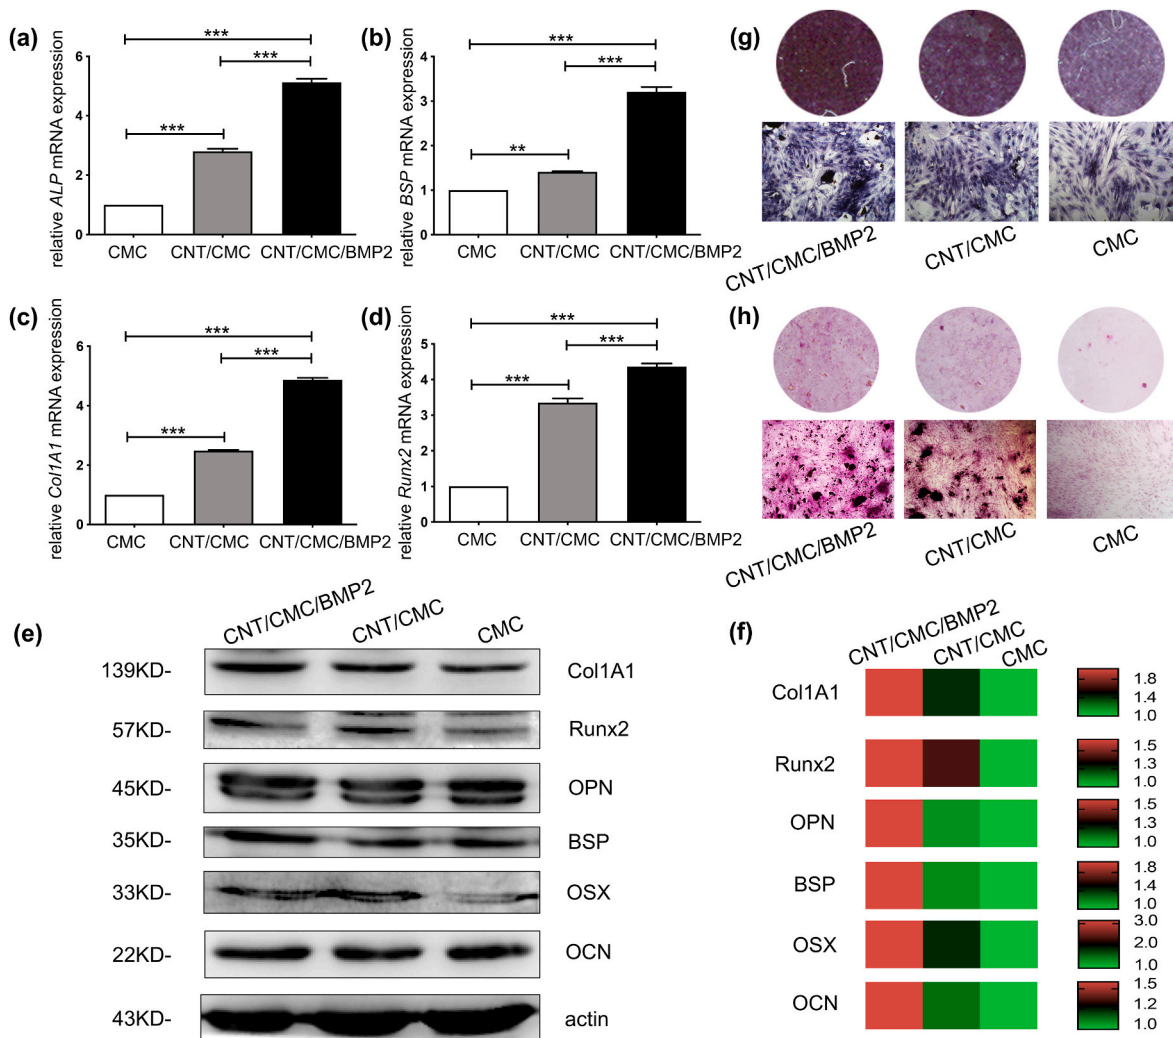 (a)
relative ALP mRNA expression
6
4
2
0
***
***
***
CMC
CNT/CMC
CNT/CMC/BMP2
(b)
relative BSP mRNA expression
4
3
2
1
0
***
***
**
CMC
CNT/CMC
CNT/CMC/BMP2
(c)
relative Col1A1 mRNA expression
8
6
4
2
0
***
***
***
CMC
CNT/CMC
CNT/CMC/BMP2
(d)
relative Runx2 mRNA expression
5
4
3
2
1
0
***
***
***
CMC
CNT/CMC
CNT/CMC/BMP2
(g)
CNT/CMC/BMP2
CNT/CMC
CMC
(h)
CNT/CMC/BMP2
CNT/CMC
CMC
(e)
CNT/CMC/BMP2
CNT/CMC
CMC
139KD-
Col1A1
57KD-
Runx2
45KD-
OPN
35KD-
BSP
33KD-
OSX
22KD-
OCN
43KD-
actin
(f)
CNT/CMC/BMP2
CNT/CMC
CMC
Col1A1
1.8
1.4
1.0
Runx2
1.5
1.3
1.0
OPN
1.5
1.3
1.0
BSP
1.8
1.4
1.0
OSX
3.0
2.0
1.0
OCN
1.5
1.2
1.0